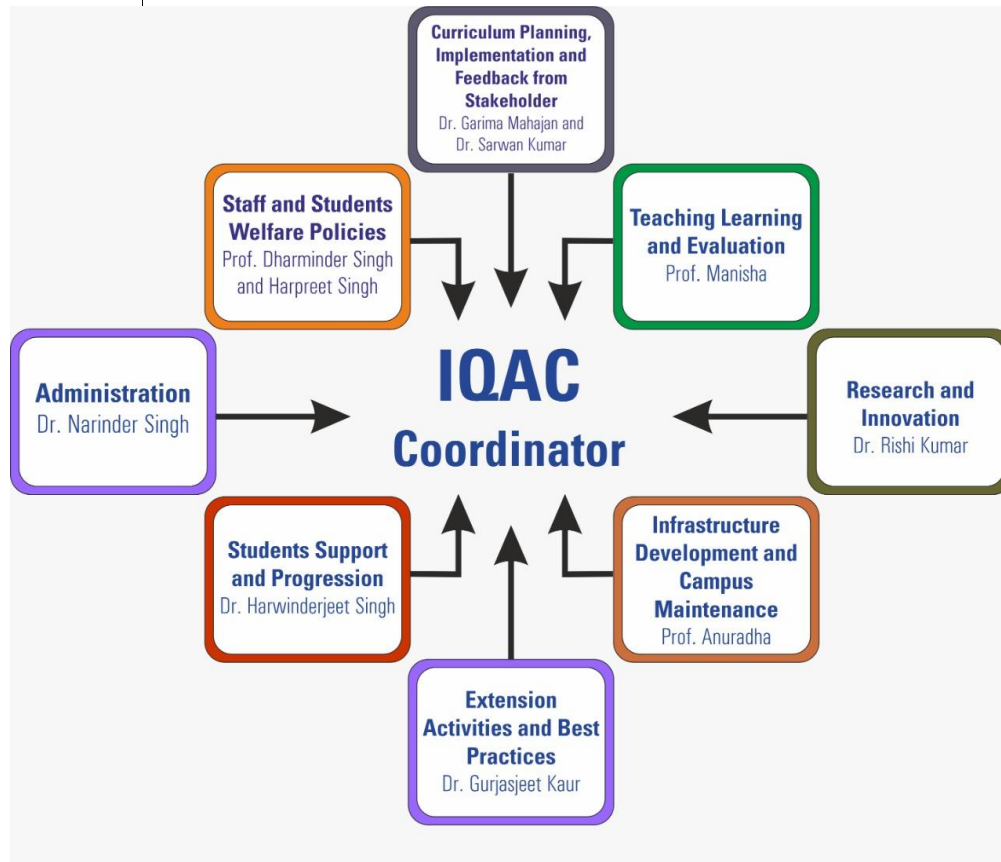 Curriculum Planning,
Implementation and
Feedback from
Stakeholder
Dr. Garima Mahajan and
Dr. Sarwan Kumar
Staff and Students
Welfare Policies
Prof. Dharminder Singh
and Harpreet Singh
Teaching Learning
and Evaluation
Prof. Manisha
Administration
Dr. Narinder Singh
IQAC
Coordinator
Research and
Innovation
Dr. Rishi Kumar
Students Support
and Progression
Dr. Harwinderjeet Singh
Infrastructure
Development and
Campus
Maintenance
Prof. Anuradha
Extension
Activities and Best
Practices
Dr. Gurjasjeet Kaur